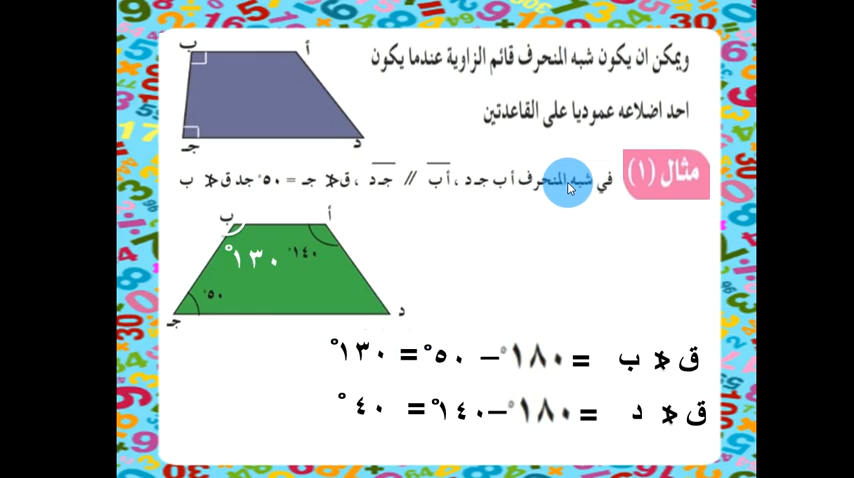 ب أ
ويمكن ان يكون شبه المنحرف قائم الزاوية عندما يكون
احد اضلاعه عموديا على القاعدتين
جـ د
مثال (١) في شبه المنحرف أ ب جـ د ، أ ب // جـ د ، ق∢ جـ = ٥٠° جد ق∢ ب
ب أ
١٣٠° ١٤٠°
٥٠°
جـ د
ق∢ ب = ١٨٠° – ٥٠° = ١٣٠°
ق∢ د = ١٨٠° – ١٤٠° = ٤٠°